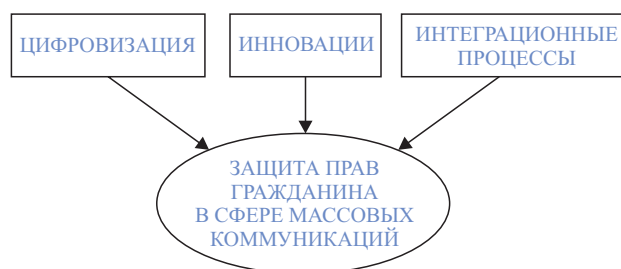 ЦИФРОВИЗАЦИЯ
ИННОВАЦИИ
ИНТЕГРАЦИОННЫЕ
ПРОЦЕССЫ
ЗАЩИТА ПРАВ
ГРАЖДАНИНА
В СФЕРЕ МАССОВЫХ
КОММУНИКАЦИЙ